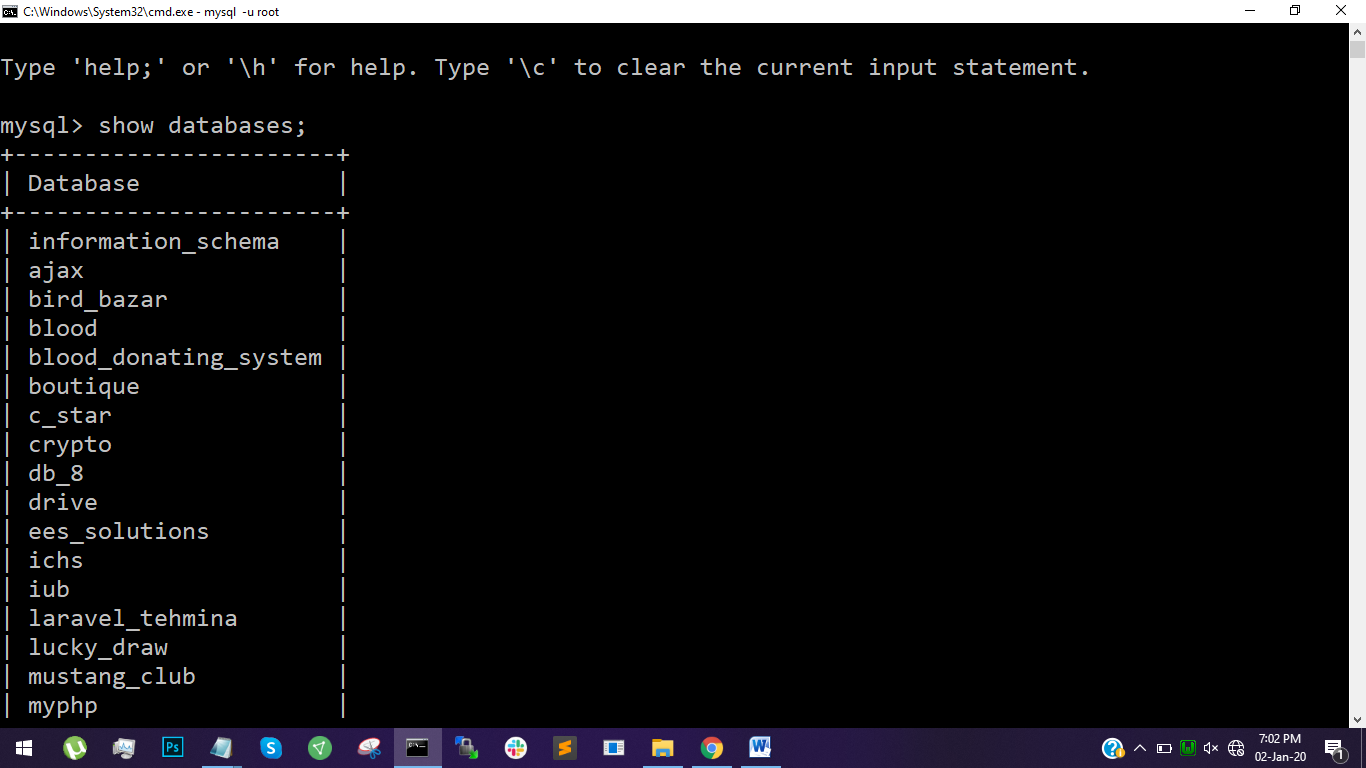 C:\Windows\System32\cmd.exe - mysql  -u root
Type 'help;' or '\h' for help. Type '\c' to clear the current input statement.
mysql> show databases;
+-----------------------+
| Database              |
+-----------------------+
| information_schema    |
| ajax                  |
| bird_bazar            |
| blood                 |
| blood_donating_system |
| boutique              |
| c_star                |
| crypto                |
| db_8                  |
| drive                 |
| ees_solutions         |
| ichs                  |
| iub                   |
| laravel_tehmina       |
| lucky_draw            |
| mustang_club          |
| myphp                 |
Ps
7:02 PM
02-Jan-20
1